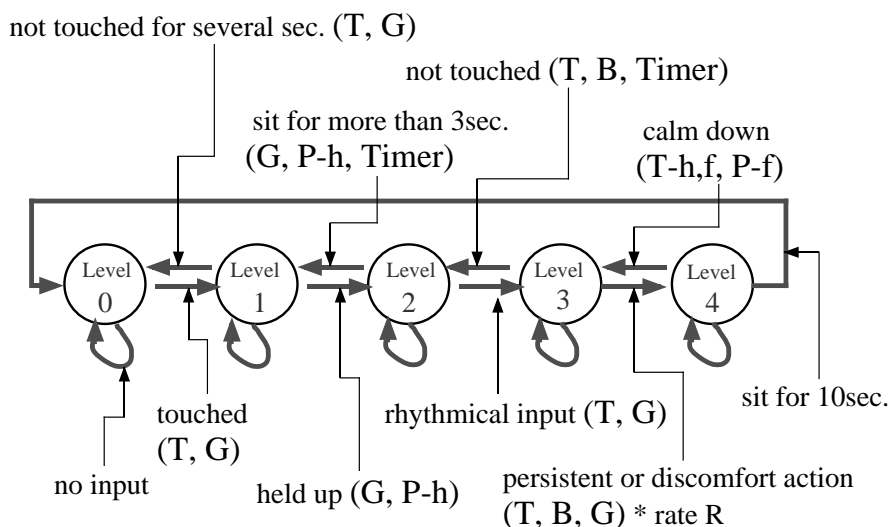 not touched for several sec. (T, G)
not touched (T, B, Timer)
sit for more than 3sec.
(G, P-h, Timer)
calm down
(T-h,f, P-f)
Level
0
Level
1
Level
2
Level
3
Level
4
touched
(T, G)
rhythmical input (T, G)
sit for 10sec.
no input
held up (G, P-h)
persistent or discomfort action
(T, B, G) * rate R